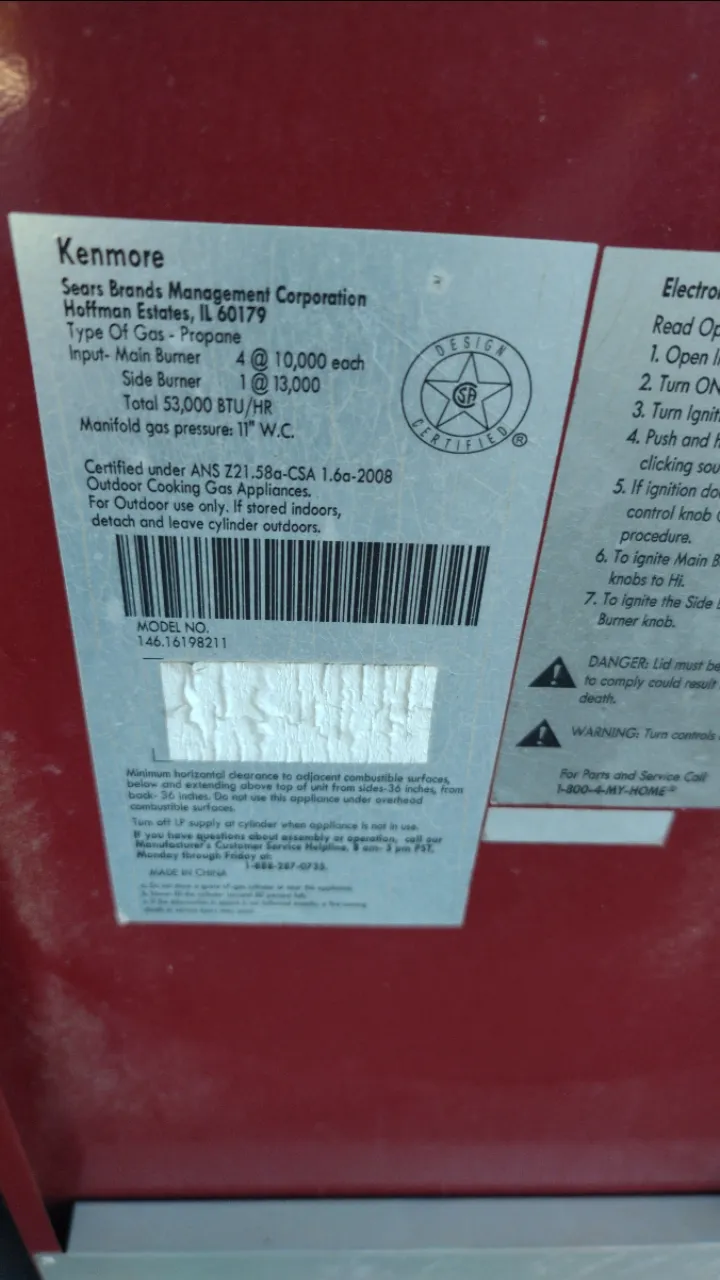 Kenmore
Sears Brands Management Corporation
Hoffman Estates, IL 60179
Type Of Gas - Propane
Input- Main Burner 4 @ 10,000 each
Side Burner 1 @ 13,000
Total 53,000 BTU/HR
Manifold gas pressure: 11" W.C.
DESIGN
SA
CERTIFIED ®
Certified under ANS Z21.58a-CSA 1.6a-2008
Outdoor Cooking Gas Appliances.
For Outdoor use only. If stored indoors,
detach and leave cylinder outdoors.
MODEL NO.
146.16198211
Minimum horizontal clearance to adjacent combustible surfaces,
below and extending above top of unit from sides-36 inches, from
back- 36 inches. Do not use this appliance under overhead
combustible surfaces.
Turn off LP supply at cylinder when appliance is not in use.
If you have questions about assembly or operation, call our
Manufacturer's Customer Service Helpline, 8 am- 5 pm PST,
Monday through Friday at:
1-888-287-0735.
MADE IN CHINA
Electro
Read Op
1. Open
2. Turn ON
3. Turn Ignit
4. Push and h
clicking sou
5. If ignition do
control knob
procedure.
6. To ignite Main B
knobs to Hi.
7. To ignite the Side
Burner knob.
DANGER: Lid must be
to comply could result
death.
WARNING: Turn controls
For Parts and Service Call
1-800-4-MY-HOME®